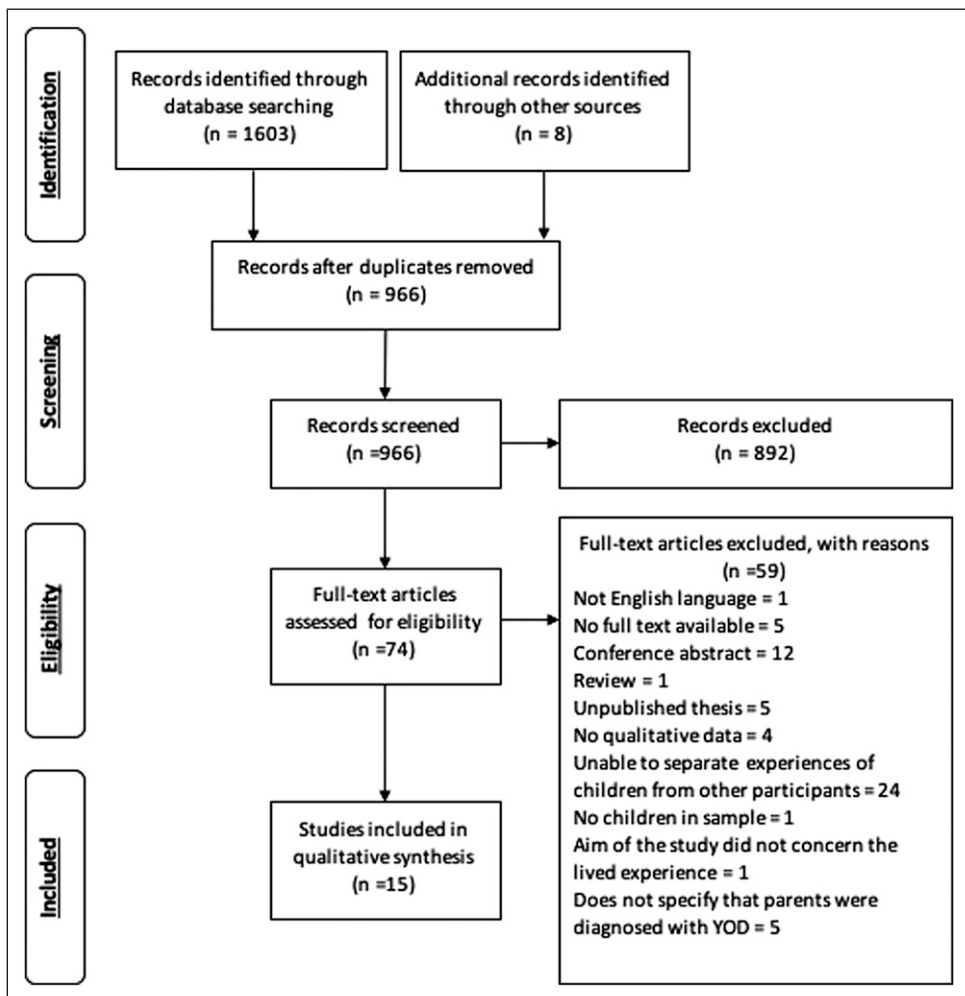 Identification
Records identified through
database searching
(n = 1603)
Additional records identified
through other sources
(n = 8)
Records after duplicates removed
(n = 966)
Screening
Records screened
(n =966)
Records excluded
(n = 892)
Eligibility
Full-text articles
assessed for eligibility
(n =74)
Full-text articles excluded, with reasons
(n =59)
Not English language = 1
No full text available = 5
Conference abstract = 12
Review = 1
Unpublished thesis = 5
No qualitative data = 4
Unable to separate experiences of
children from other participants = 24
No children in sample = 1
Aim of the study did not concern the
lived experience = 1
Does not specify that parents were
diagnosed with YOD = 5
Included
Studies included in
qualitative synthesis
(n =15)